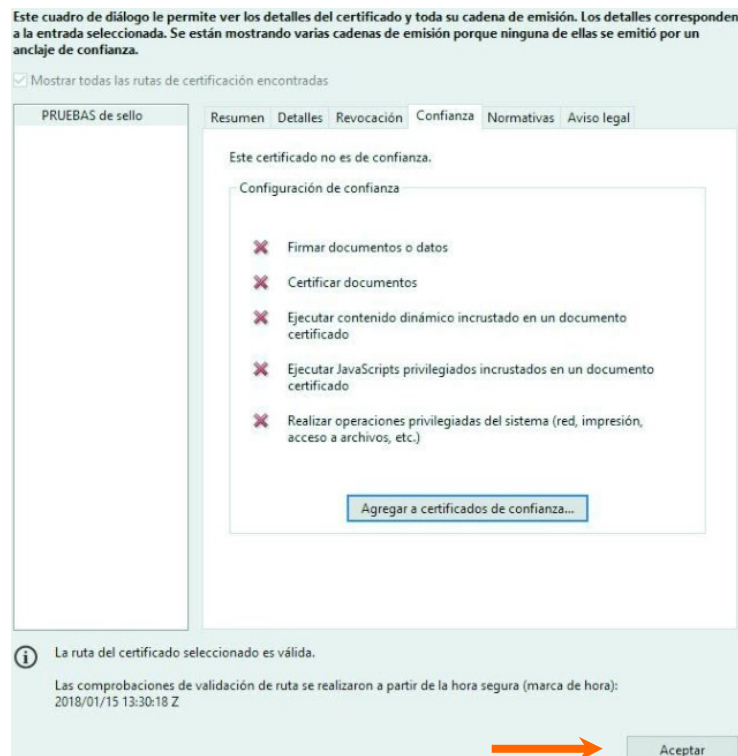 Este cuadro de diálogo le permite ver los detalles del certificado y toda su cadena de emisión. Los detalles corresponden
a la entrada seleccionada. Se están mostrando varias cadenas de emisión porque ninguna de ellas se emitió por un
anclaje de confianza.
Mostrar todas las rutas de certificación encontradas
PRUEBAS de sello
Resumen Detalles Revocación Confianza Normativas Aviso legal
Este certificado no es de confianza.
Configuración de confianza
Firmar documentos o datos
Certificar documentos
Ejecutar contenido dinámico incrustado en un documento
certificado
Ejecutar JavaScripts privilegiados incrustados en un documento
certificado
Realizar operaciones privilegiadas del sistema (red, impresión,
acceso a archivos, etc.)
Agregar a certificados de confianza...
La ruta del certificado seleccionado es válida.
Las comprobaciones de validación de ruta se realizaron a partir de la hora segura (marca de hora):
2018/01/15 13:30:18 Z
Aceptar